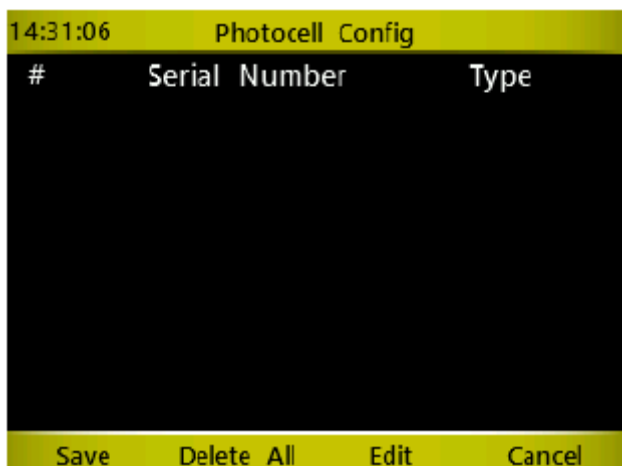 14:31:06 Photocell Config
# Serial Number Type
Save Delete All Edit Cancel